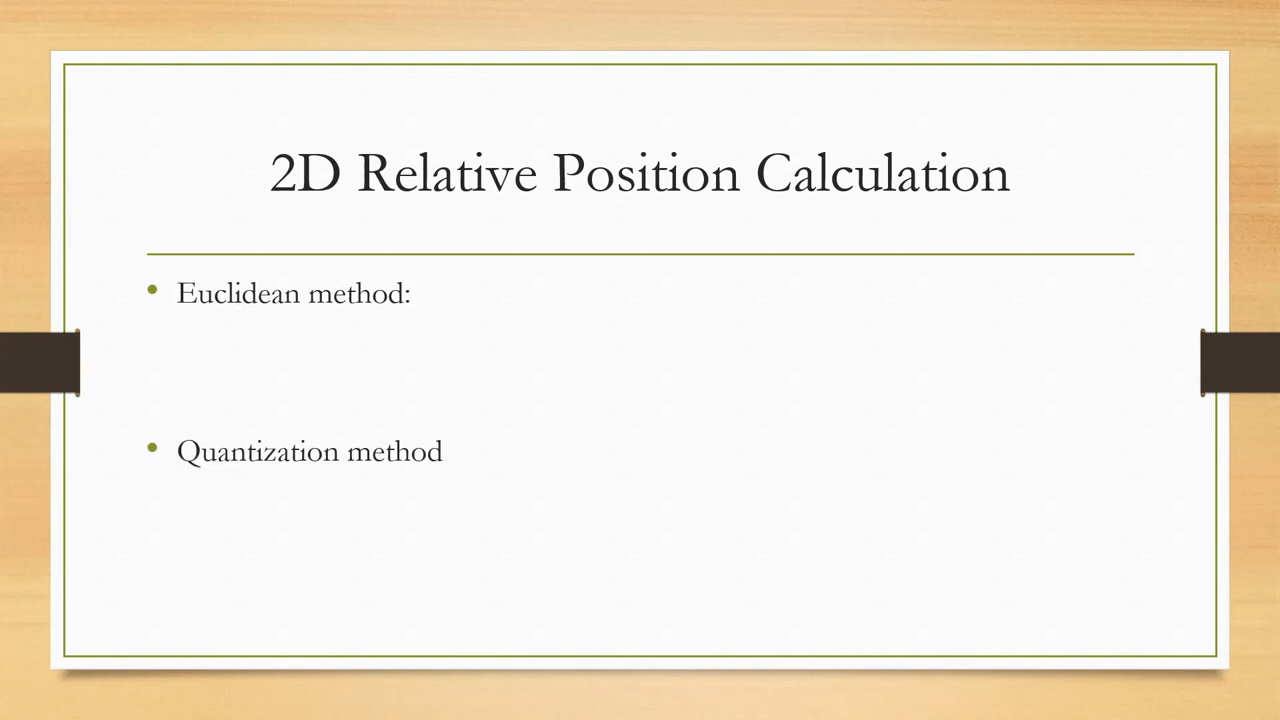 2D Relative Position Calculation
• Euclidean method:
• Quantization method